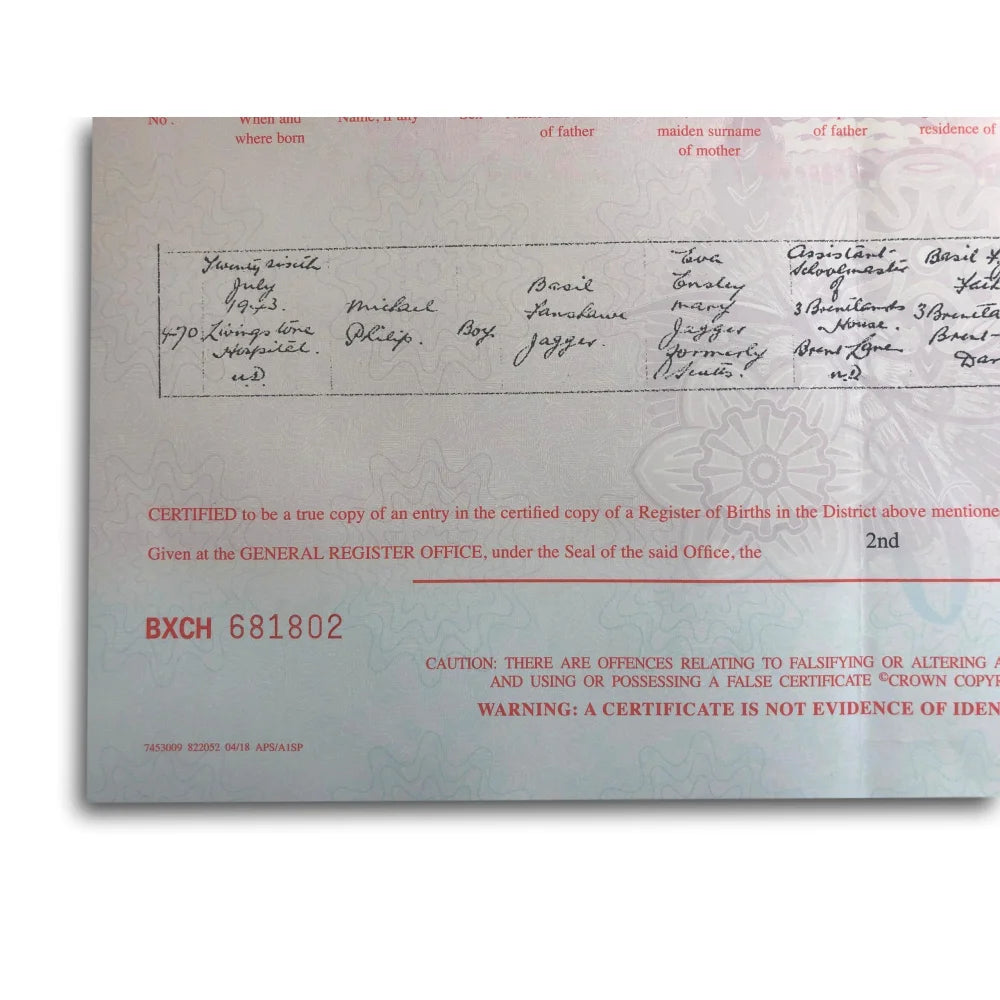 No.
When and
where born
Name, if any
of father
maiden surname
of mother
of father
residence of
470
Twenty sixth
July
1943.
Livingstone
Hospital.
U.D
Michael
Philip.
Boy.
Basil
Fanshawe
Jagger.
Eva
Ensley
Mary
Jagger
formerly
Scutts.
Assistant
Schoolmaster
of
3 Brentlands
House.
Brent Lane
U.D
Basil
3
Brent
Dar
CERTIFIED to be a true copy of an entry in the certified copy of a Register of Births in the District above mentione
Given at the GENERAL REGISTER OFFICE, under the Seal of the said Office, the 2nd
BXCH 681802
CAUTION: THERE ARE OFFENCES RELATING TO FALSIFYING OR ALTERING A
AND USING OR POSSESSING A FALSE CERTIFICATE ©CROWN COPYR
WARNING: A CERTIFICATE IS NOT EVIDENCE OF IDEN
7453009 822052 04/18 APS/A1SP